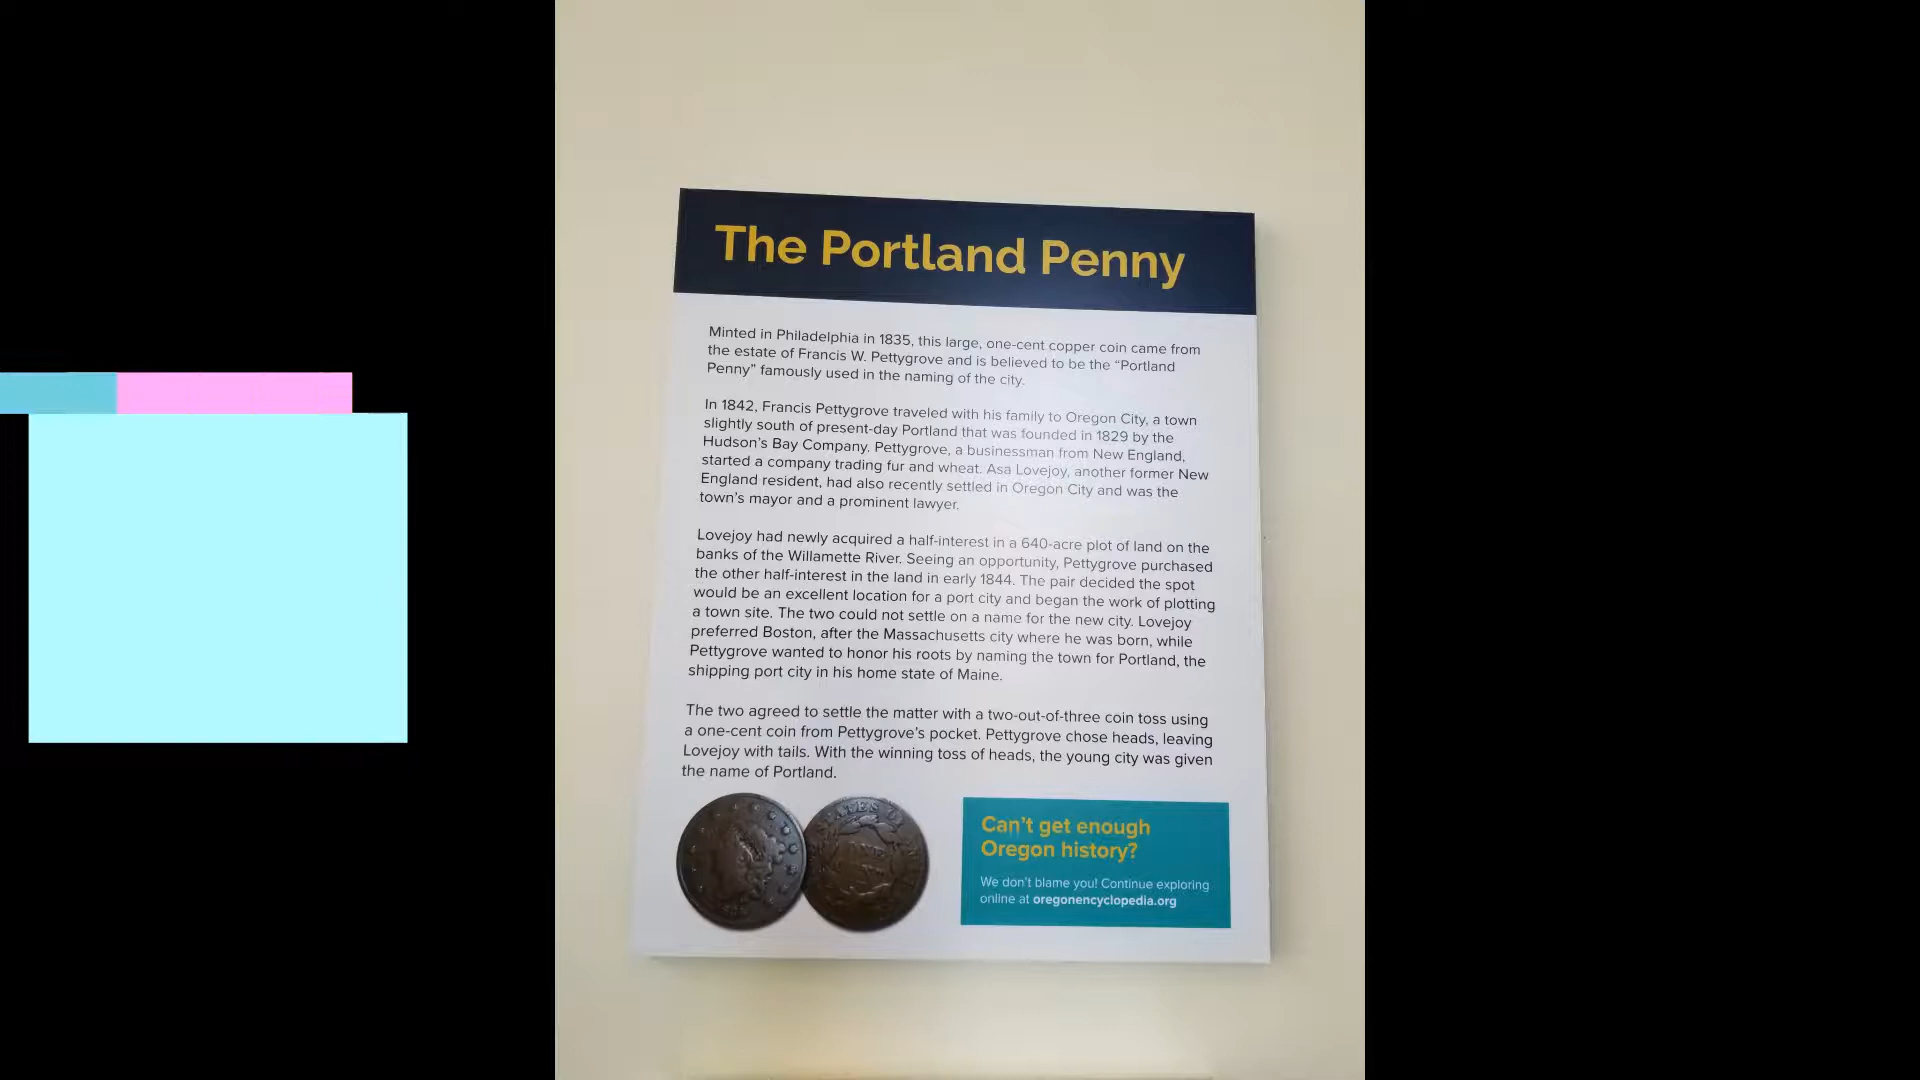 The Portland Penny
Minted in Philadelphia in 1835, this large, one-cent copper coin came from
the estate of Francis W. Pettygrove and is believed to be the “Portland
Penny” famously used in the naming of the city.
In 1842, Francis Pettygrove traveled with his family to Oregon City, a town
slightly south of present-day Portland that was founded in 1829 by the
Hudson’s Bay Company. Pettygrove, a businessman from New England,
started a company trading fur and wheat. Asa Lovejoy, another former New
England resident, had also recently settled in Oregon City and was the
town’s mayor and a prominent lawyer.
Lovejoy had newly acquired a half-interest in a 640-acre plot of land on the
banks of the Willamette River. Seeing an opportunity, Pettygrove purchased
the other half-interest in the land in early 1844. The pair decided the spot
would be an excellent location for a port city and began the work of plotting
a town site. The two could not settle on a name for the new city. Lovejoy
preferred Boston, after the Massachusetts city where he was born, while
Pettygrove wanted to honor his roots by naming the town for Portland, the
shipping port city in his home state of Maine.
The two agreed to settle the matter with a two-out-of-three coin toss using
a one-cent coin from Pettygrove’s pocket. Pettygrove chose heads, leaving
Lovejoy with tails. With the winning toss of heads, the young city was given
the name of Portland.
Can’t get enough
Oregon history?
We don’t blame you! Continue exploring
online at oregonencyclopedia.org